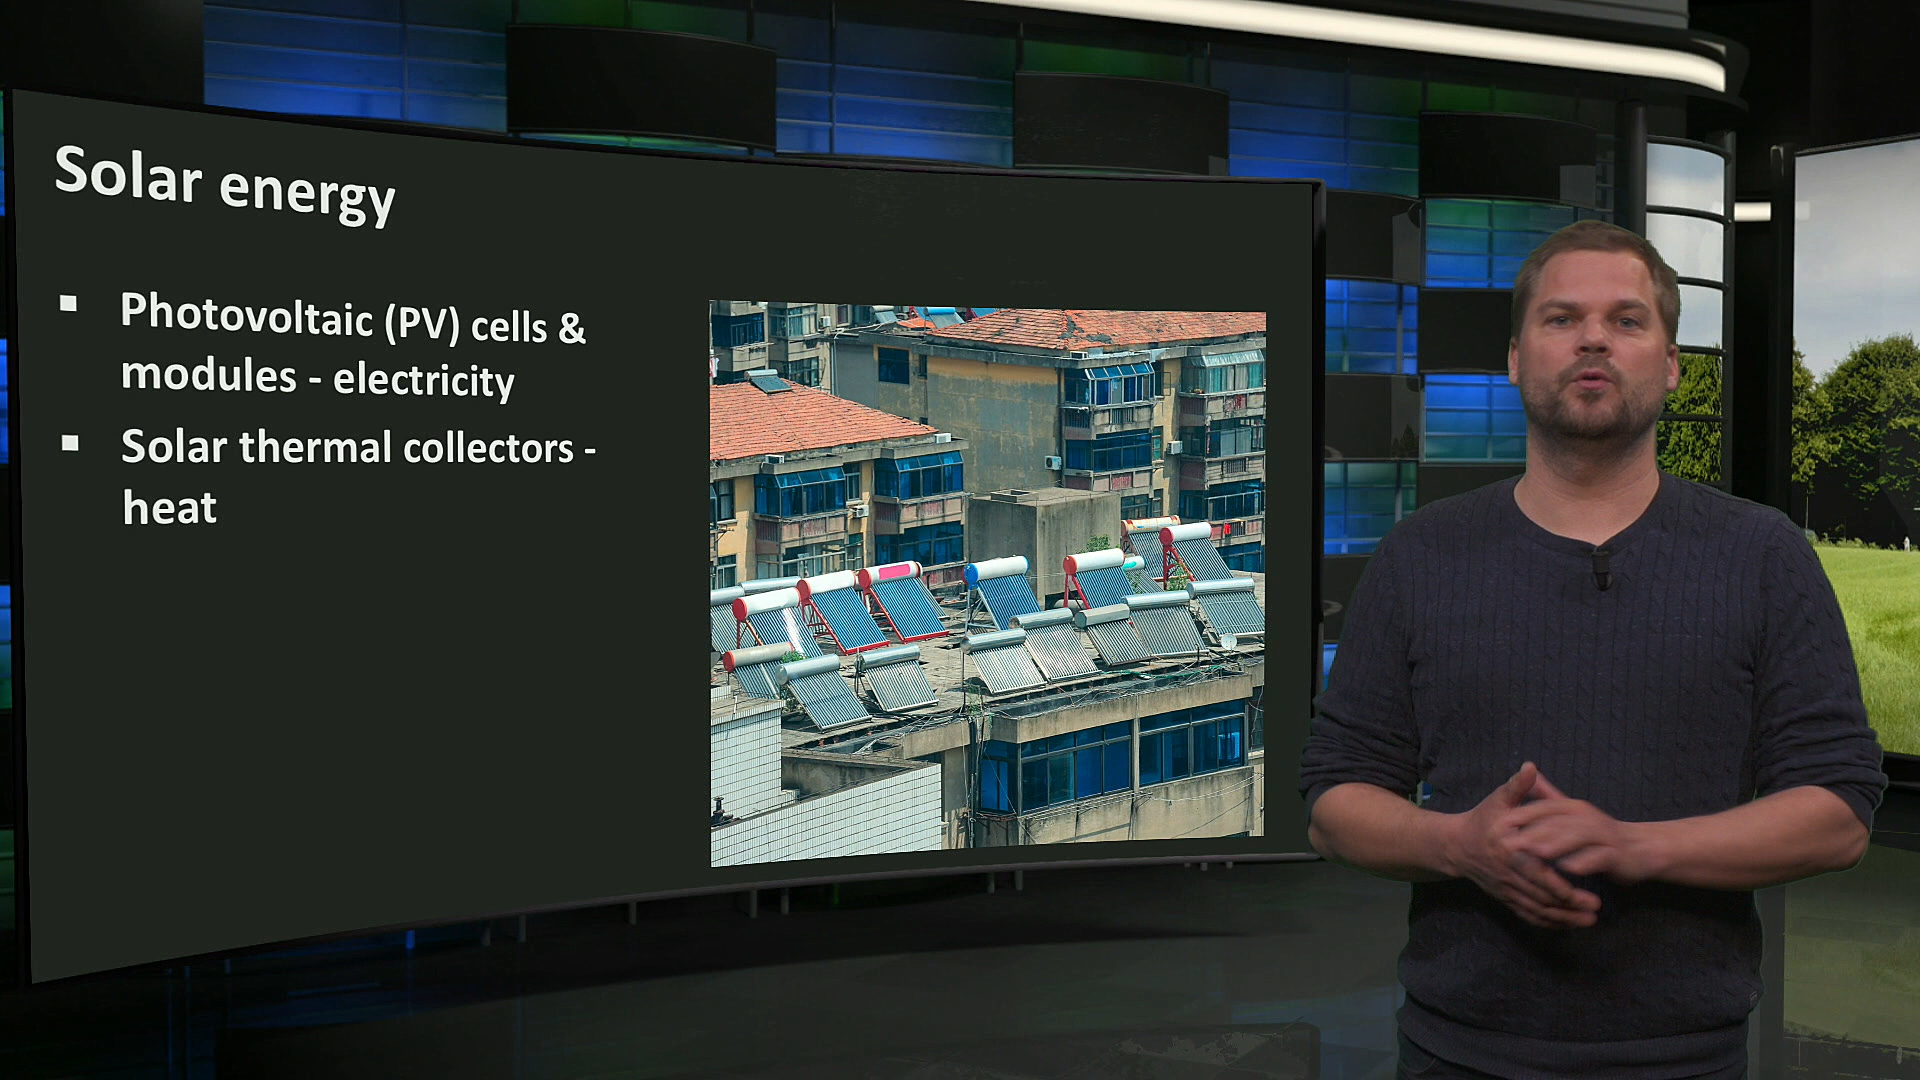 Solar energy
▪ Photovoltaic (PV) cells &
modules - electricity
▪ Solar thermal collectors -
heat